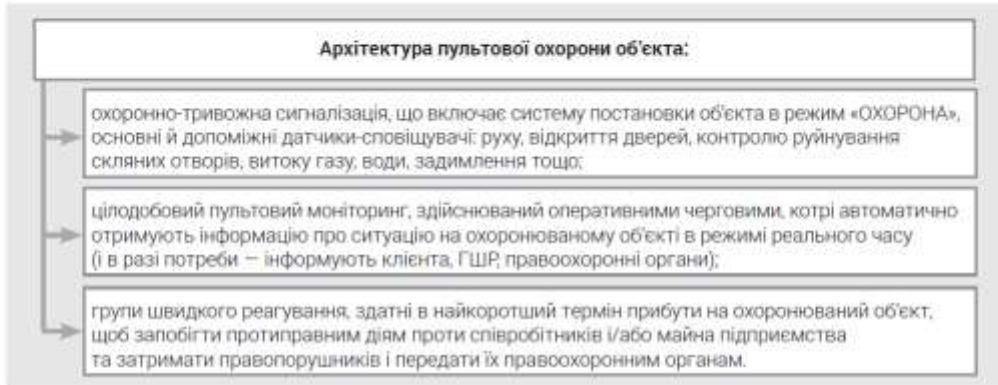 Архітектура пультової охорони об'єкта:
охоронно-тривожна сигналізація, що включає систему постановки об'єкта в режим «ОХОРОНА»,
основні й допоміжні датчики-сповіщувачі: руху, відкриття дверей, контролю руйнування
скляних отворів, витоку газу, води, задимлення тощо;
цілодобовий пультовий моніторинг, здійснюваний оперативними черговими, котрі автоматично
отримують інформацію про ситуацію на охоронюваному об'єкті в режимі реального часу
(і в разі потреби — інформують клієнта, ГШР, правоохоронні органи);
групи швидкого реагування, здатні в найкоротший термін прибути на охоронюваний об'єкт,
щоб запобігти протиправним діям проти співробітників і/або майна підприємства
та затримати правопорушників і передати їх правоохоронним органам.